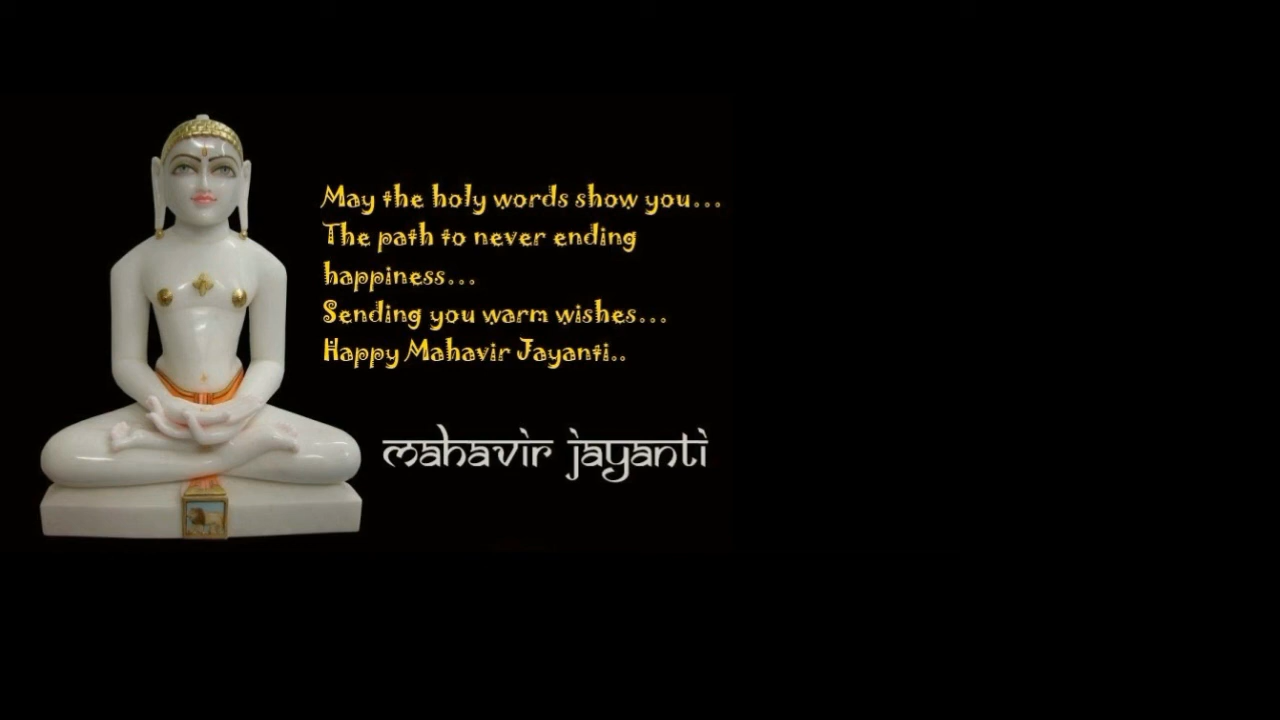 May the holy words show you...
The path to never ending
happiness...
Sending you warm wishes...
Happy Mahavir Jayanti..
mahavir jayanti